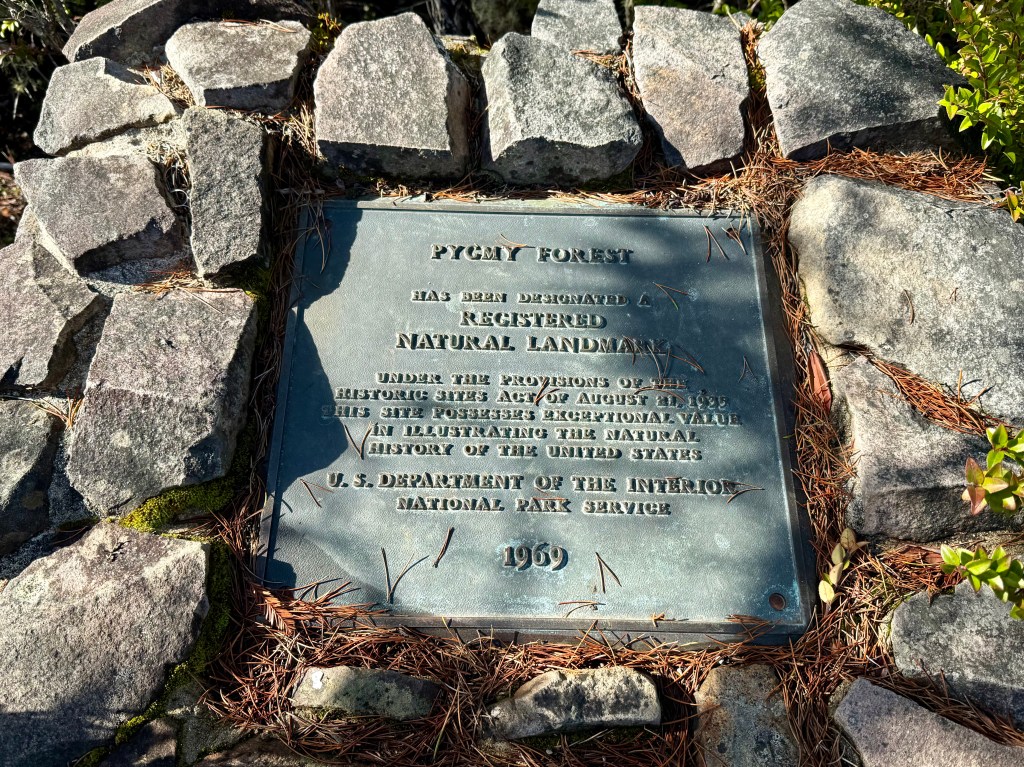 PYGMY FOREST
HAS BEEN DESIGNATED A
REGISTERED
NATURAL LANDMARK
UNDER THE PROVISIONS OF THE
HISTORIC SITES ACT OF AUGUST 21, 1935
THIS SITE POSSESSES EXCEPTIONAL VALUE
IN ILLUSTRATING THE NATURAL
HISTORY OF THE UNITED STATES
U. S. DEPARTMENT OF THE INTERIOR
NATIONAL PARK SERVICE
1969